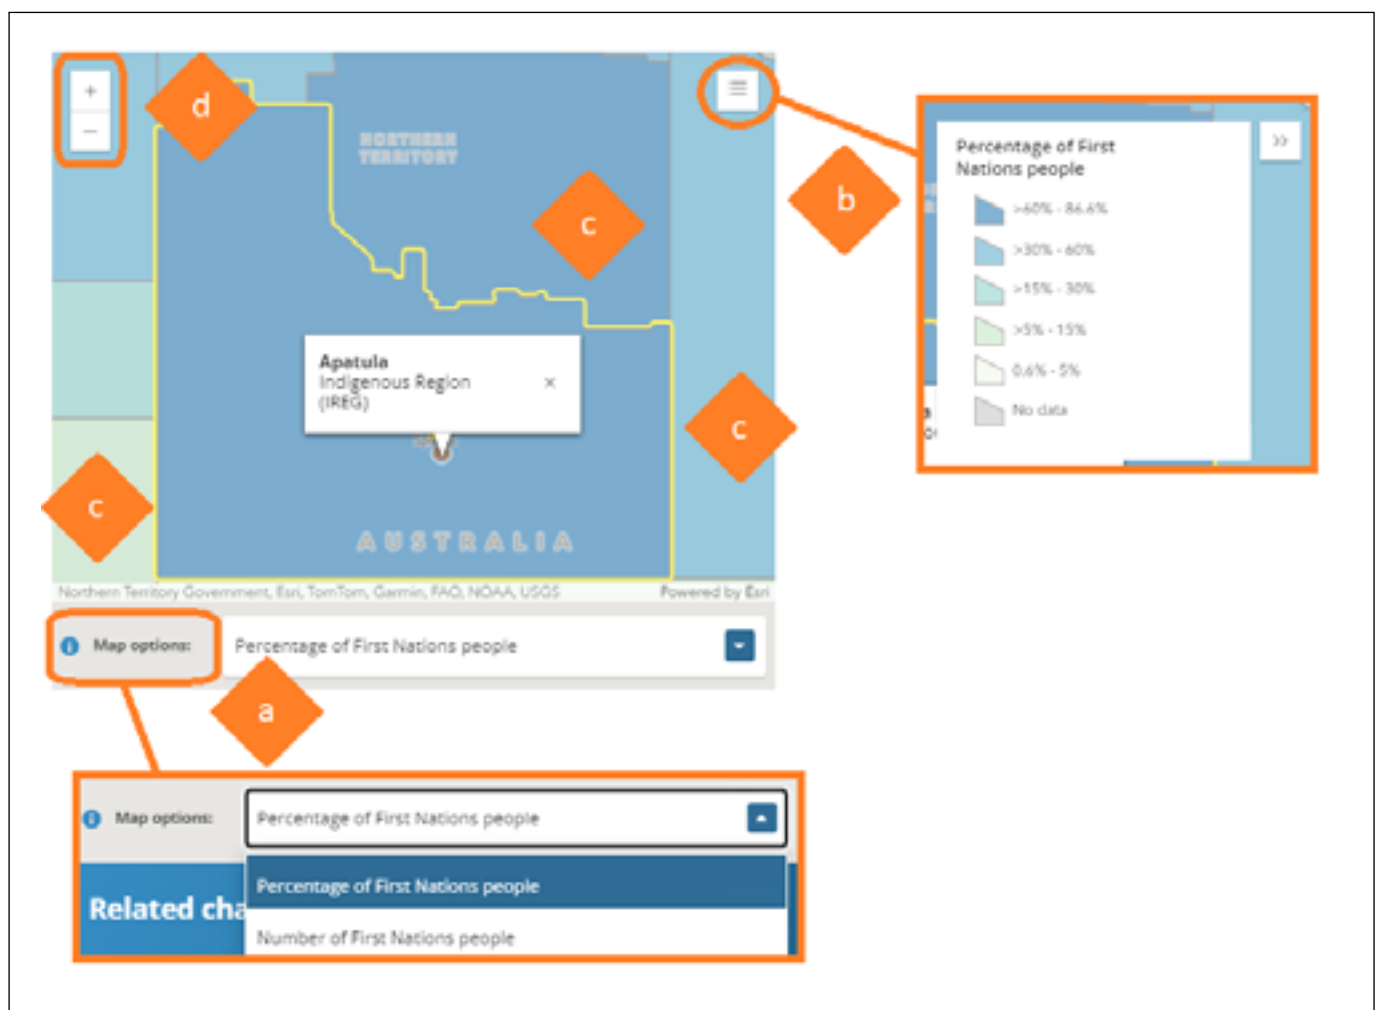 +
−
d
NORTHERN
TERRITORY
c
b
Percentage of First
Nations people
>60% - 86.6%
>30% - 60%
>15% - 30%
>5% - 15%
0.6% - 5%
No data
Apatula
Indigenous Region
(IREG)
×
c
c
AUSTRALIA
Northern Territory Government, Esri, TomTom, Garmin, FAO, NOAA, USGS
Powered by Esri
Map options:
Percentage of First Nations people
a
Map options:
Percentage of First Nations people
Percentage of First Nations people
Related cha
Number of First Nations people